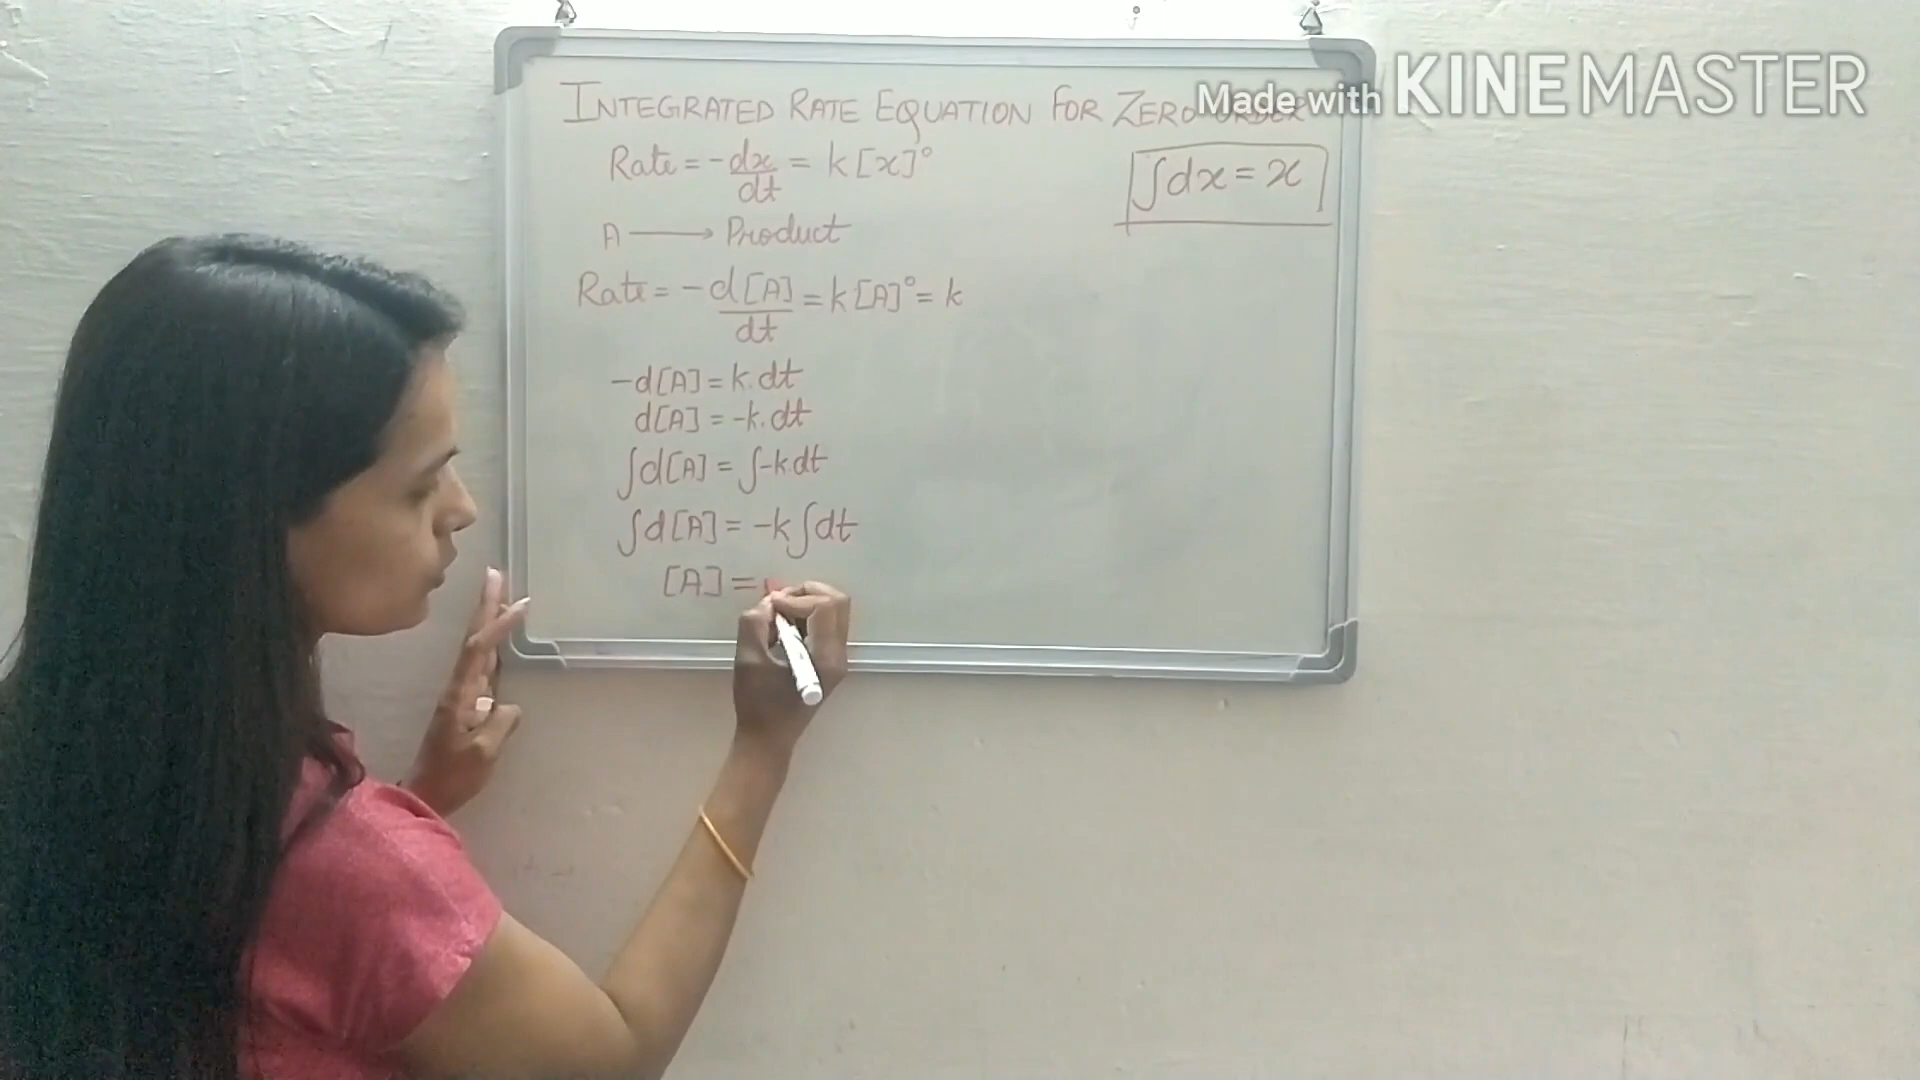 INTEGRATED RATE EQUATION FOR ZERO ORDER
Made with KINEMASTER
Rate = -dx/dt = k[x]°
∫dx = x
A ⟶ Product
Rate = -d[A]/dt = k[A]° = k
-d[A] = k.dt
d[A] = -k.dt
∫d[A] = ∫-k.dt
∫d[A] = -k∫dt
[A] =